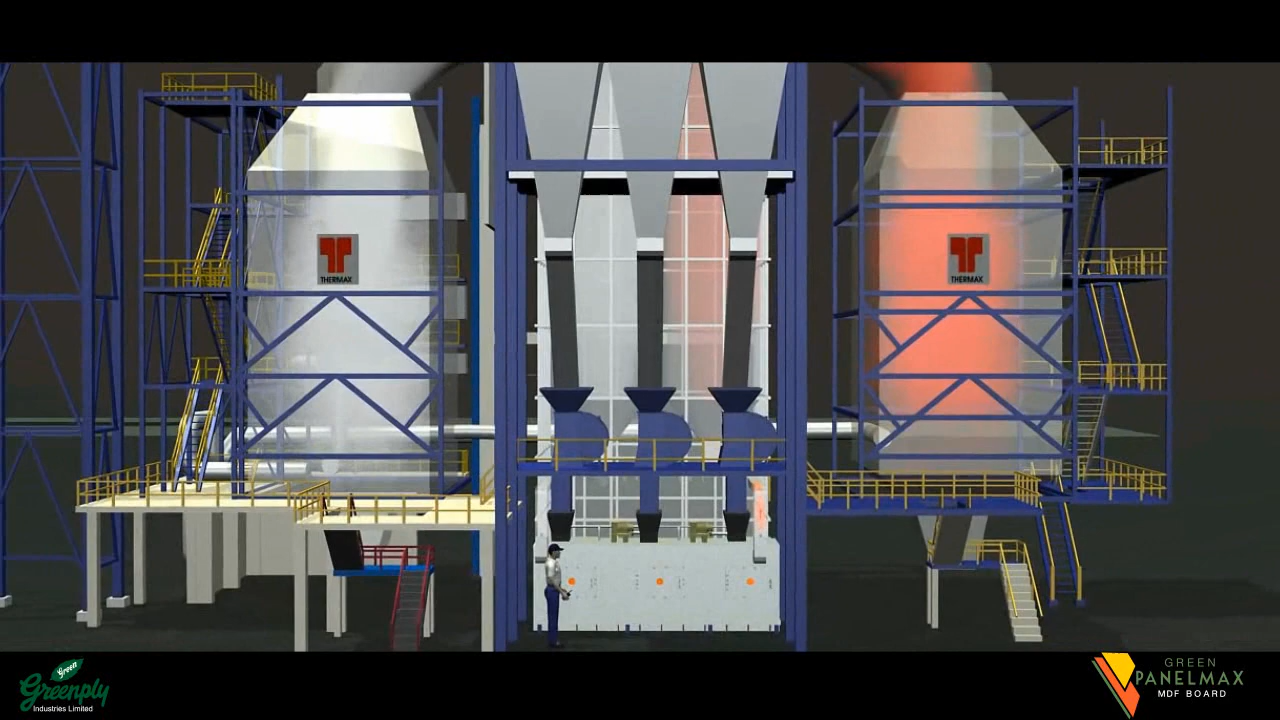 THERMAX
THERMAX
Green
Greenply
Industries Limited
GREEN
PANELMAX
MDF BOARD